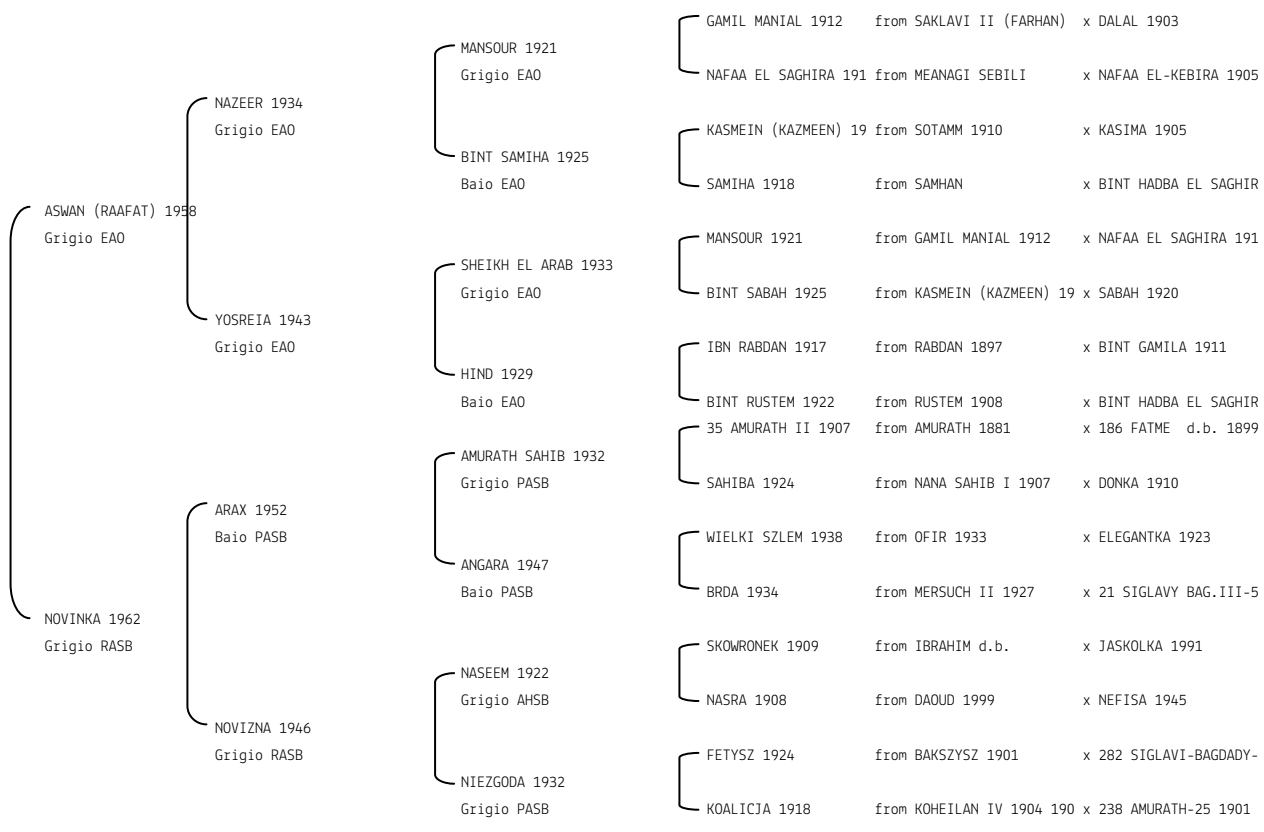 GAMIL MANIAL 1912 from SAKLAVI II (FARHAN) x DALAL 1903
MANSOUR 1921
Grigio EAO
NAFAA EL SAGHIRA 191 from MEANAGI SEBILI x NAFAA EL-KEBIRA 1905
NAZEER 1934
Grigio EAO
KASMEIN (KAZMEEN) 19 from SOTAMM 1910 x KASIMA 1905
BINT SAMIHA 1925
Baio EAO
SAMIHA 1918 from SAMHAN x BINT HADBA EL SAGHIR
ASWAN (RAAFAT) 1958
Grigio EAO
MANSOUR 1921 from GAMIL MANIAL 1912 x NAFAA EL SAGHIRA 191
SHEIKH EL ARAB 1933
Grigio EAO
BINT SABAH 1925 from KASMEIN (KAZMEEN) 19 x SABAH 1920
YOSREIA 1943
Grigio EAO
IBN RABDAN 1917 from RABDAN 1897 x BINT GAMILA 1911
HIND 1929
Baio EAO
BINT RUSTEM 1922 from RUSTEM 1908 x BINT HADBA EL SAGHIR
35 AMURATH II 1907 from AMURATH 1881 x 186 FATME d.b. 1899
AMURATH SAHIB 1932
Grigio PASB
SAHIBA 1924 from NANA SAHIB I 1907 x DONKA 1910
ARAX 1952
Baio PASB
WIELKI SZLEM 1938 from OFIR 1933 x ELEGANTKA 1923
ANGARA 1947
Baio PASB
BRDA 1934 from MERSUCH II 1927 x 21 SIGLAVY BAG.III-5
NOVINKA 1962
Grigio RASB
SKOWRONEK 1909 from IBRAHIM d.b. x JASKOLKA 1991
NASEEM 1922
Grigio AHSB
NASRA 1908 from DAOUD 1999 x NEFISA 1945
NOVIZNA 1946
Grigio RASB
FETYSZ 1924 from BAKSZYSZ 1901 x 282 SIGLAVI-BAGDADY-
NIEZGODA 1932
Grigio PASB
KOALICJA 1918 from KOHEILAN IV 1904 190 x 238 AMURATH-25 1901